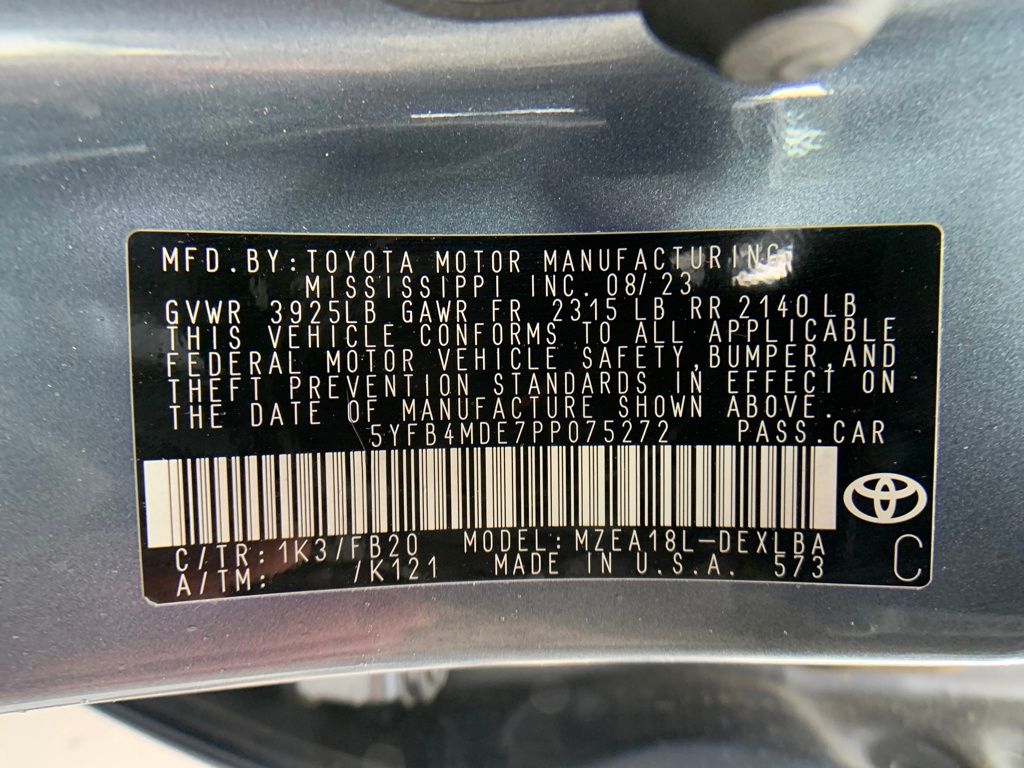 MFD.BY:TOYOTA MOTOR MANUFACTURING,
MISSISSIPPI INC. 08/23
GVWR 3925LB GAWR FR 2315 LB RR 2140 LB
THIS VEHICLE CONFORMS TO ALL APPLICABLE
FEDERAL MOTOR VEHICLE SAFETY,BUMPER,AND
THEFT PREVENTION STANDARDS IN EFFECT ON
THE DATE OF MANUFACTURE SHOWN ABOVE.
5YFB4MDE7PP075272 PASS.CAR
C/TR: 1K3/FB20 MODEL: MZEA18L-DEXLBA
A/TM: /K121 MADE IN U.S.A. 573
C